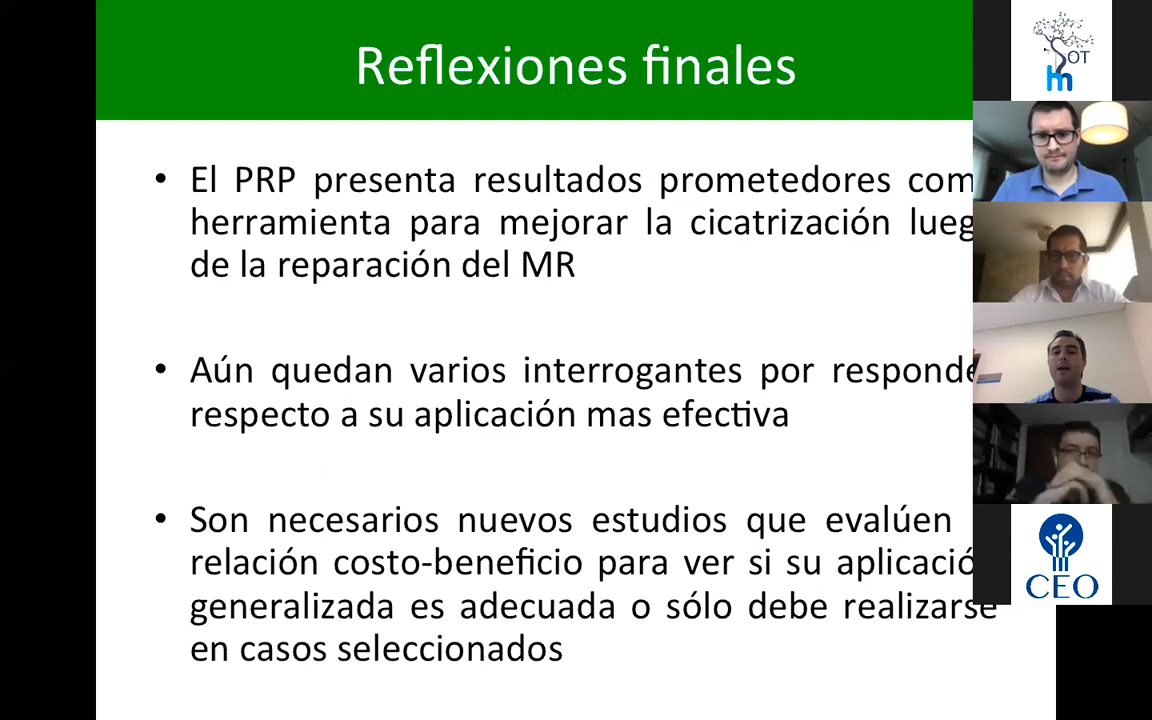 Reflexiones finales
• El PRP presenta resultados prometedores com
herramienta para mejorar la cicatrización lueg
de la reparación del MR
• Aún quedan varios interrogantes por responde
respecto a su aplicación mas efectiva
• Son necesarios nuevos estudios que evalúen
relación costo-beneficio para ver si su aplicació
generalizada es adecuada o sólo debe realizarse
en casos seleccionados
SOT
hm
CEO